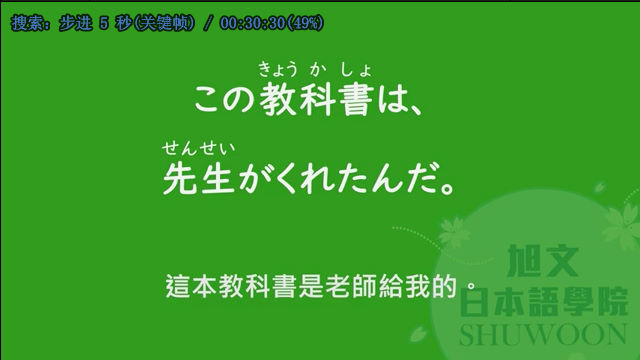 搜索: 步进 5 秒(关键帧) / 00:30:30(49%)
きょう か しょ
この教科書は、
せんせい
先生がくれたんだ。
這本教科書是老師給我的。
旭文
日本語學院
SHUWOON